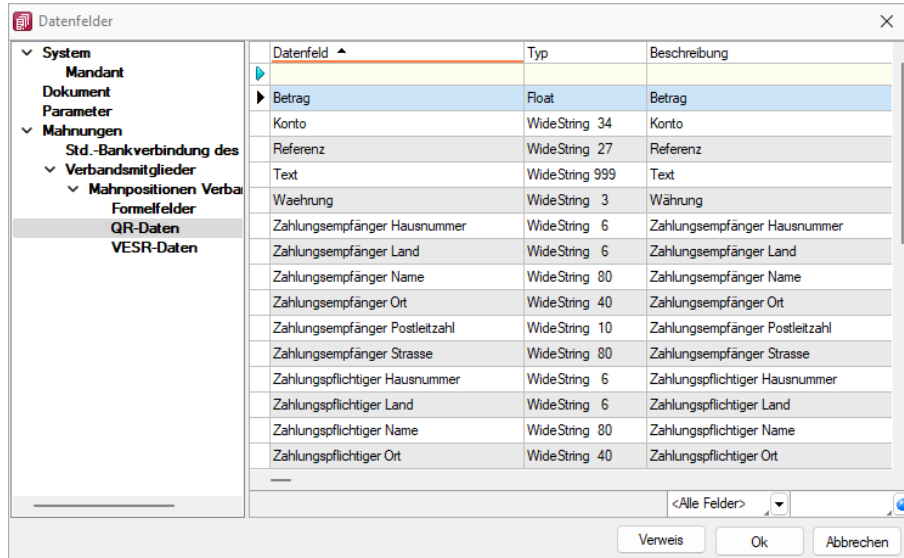 Datenfelder
System
Mandant
Dokument
Parameter
Mahnungen
Std.-Bankverbindung des
Verbandsmitglieder
Mahnpositionen Verba
Formelfelder
QR-Daten
VESR-Daten
Datenfeld Typ Beschreibung
Betrag Float Betrag
Konto WideString 34 Konto
Referenz WideString 27 Referenz
Text WideString 999 Text
Waehrung WideString 3 Währung
Zahlungsempfänger Hausnummer WideString 6 Zahlungsempfänger Hausnummer
Zahlungsempfänger Land WideString 6 Zahlungsempfänger Land
Zahlungsempfänger Name WideString 80 Zahlungsempfänger Name
Zahlungsempfänger Ort WideString 40 Zahlungsempfänger Ort
Zahlungsempfänger Postleitzahl WideString 10 Zahlungsempfänger Postleitzahl
Zahlungsempfänger Strasse WideString 80 Zahlungsempfänger Strasse
Zahlungspflichtiger Hausnummer WideString 6 Zahlungspflichtiger Hausnummer
Zahlungspflichtiger Land WideString 6 Zahlungspflichtiger Land
Zahlungspflichtiger Name WideString 80 Zahlungspflichtiger Name
Zahlungspflichtiger Ort WideString 40 Zahlungspflichtiger Ort
<Alle Felder>
Verweis Ok Abbrechen